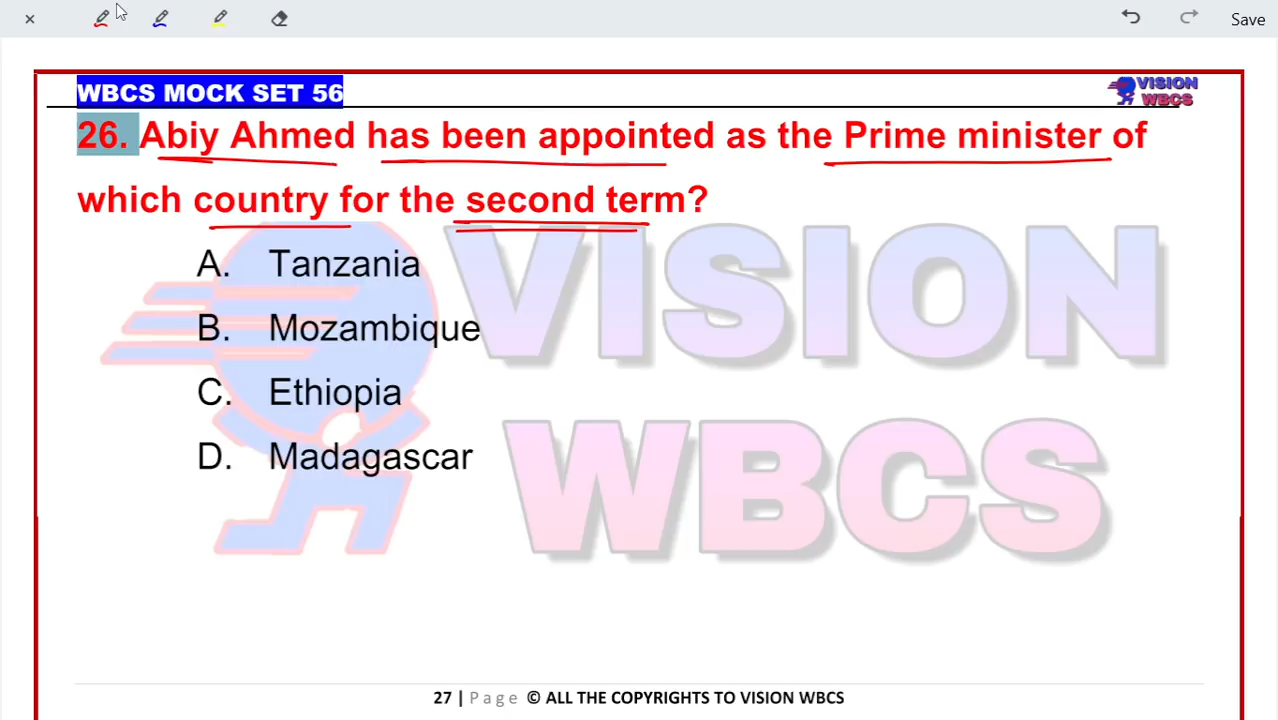 Save
WBCS MOCK SET 56
VISION
WBCS
26. Abiy Ahmed has been appointed as the Prime minister of
which country for the second term?
A. Tanzania
B. Mozambique
C. Ethiopia
D. Madagascar
VISION
WBCS
27 | Page © ALL THE COPYRIGHTS TO VISION WBCS